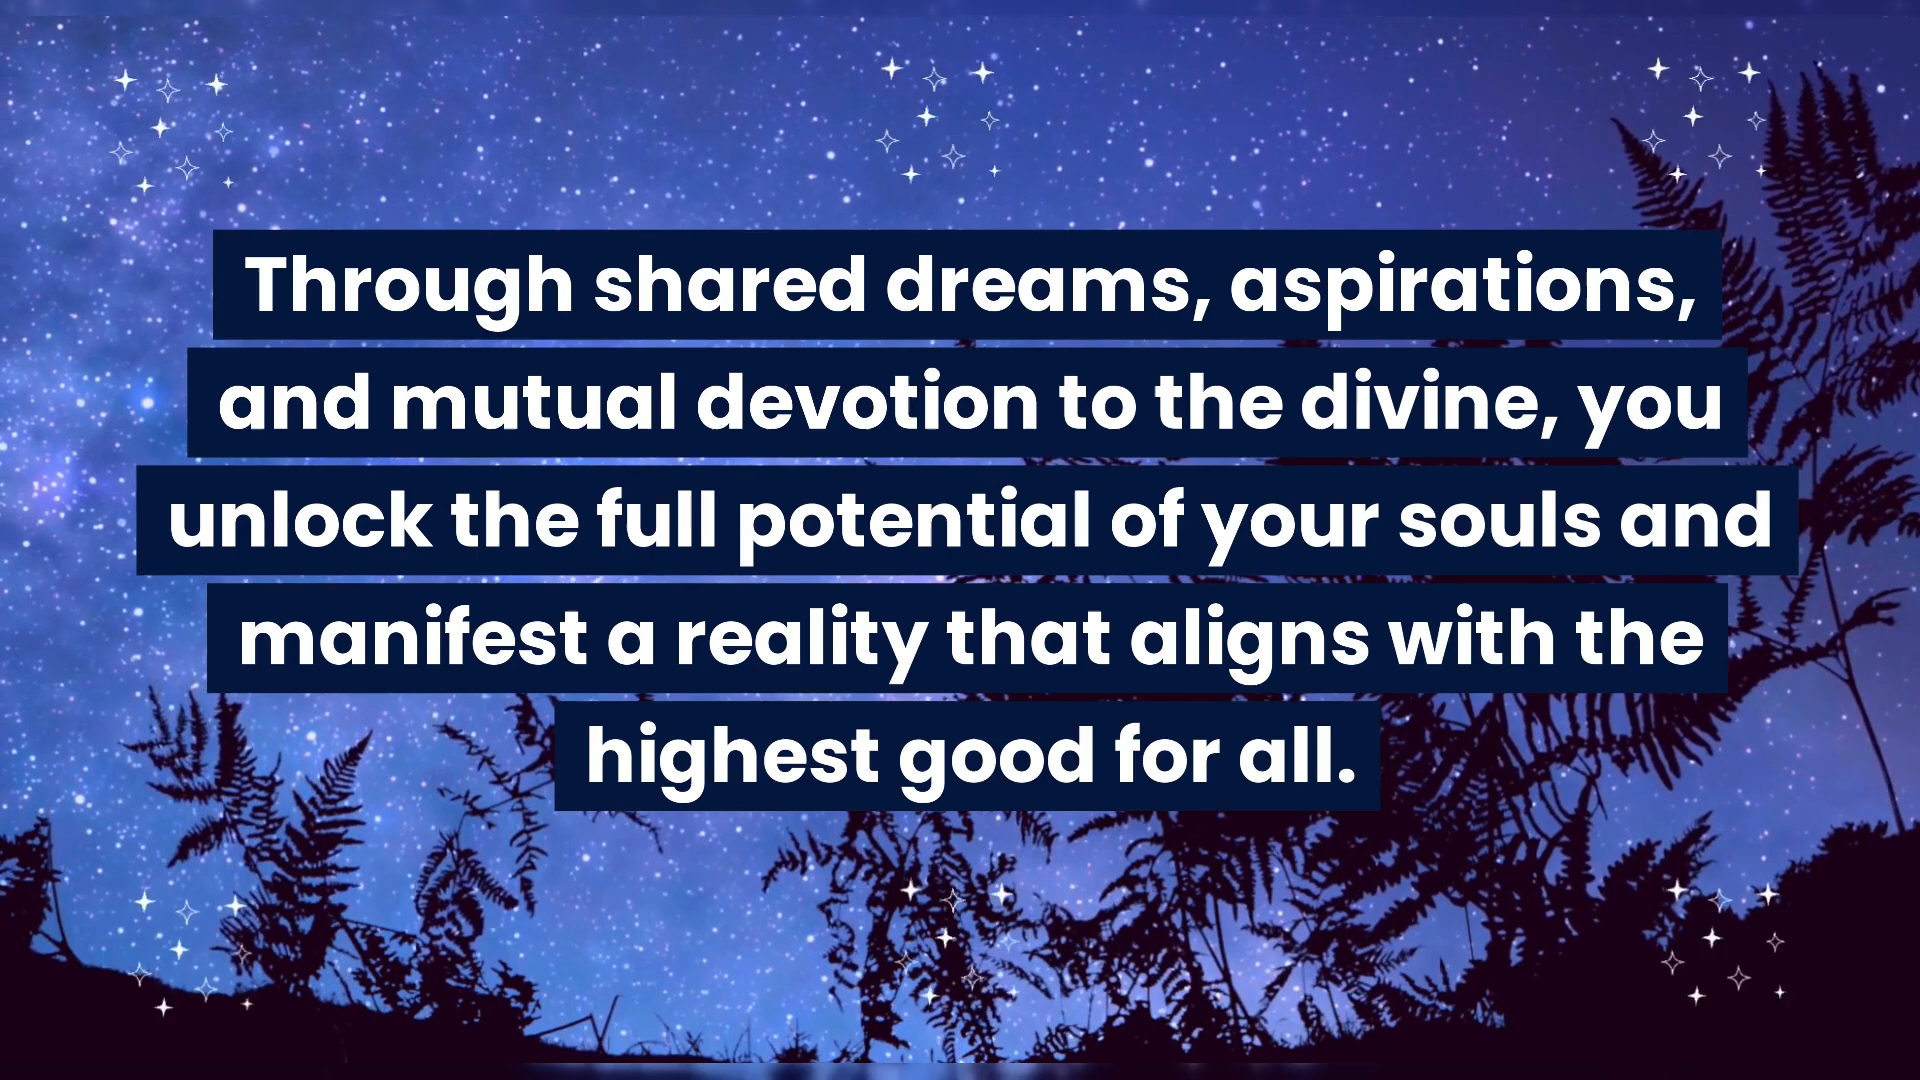 Through shared dreams, aspirations,
and mutual devotion to the divine, you
unlock the full potential of your souls and
manifest a reality that aligns with the
highest good for all.